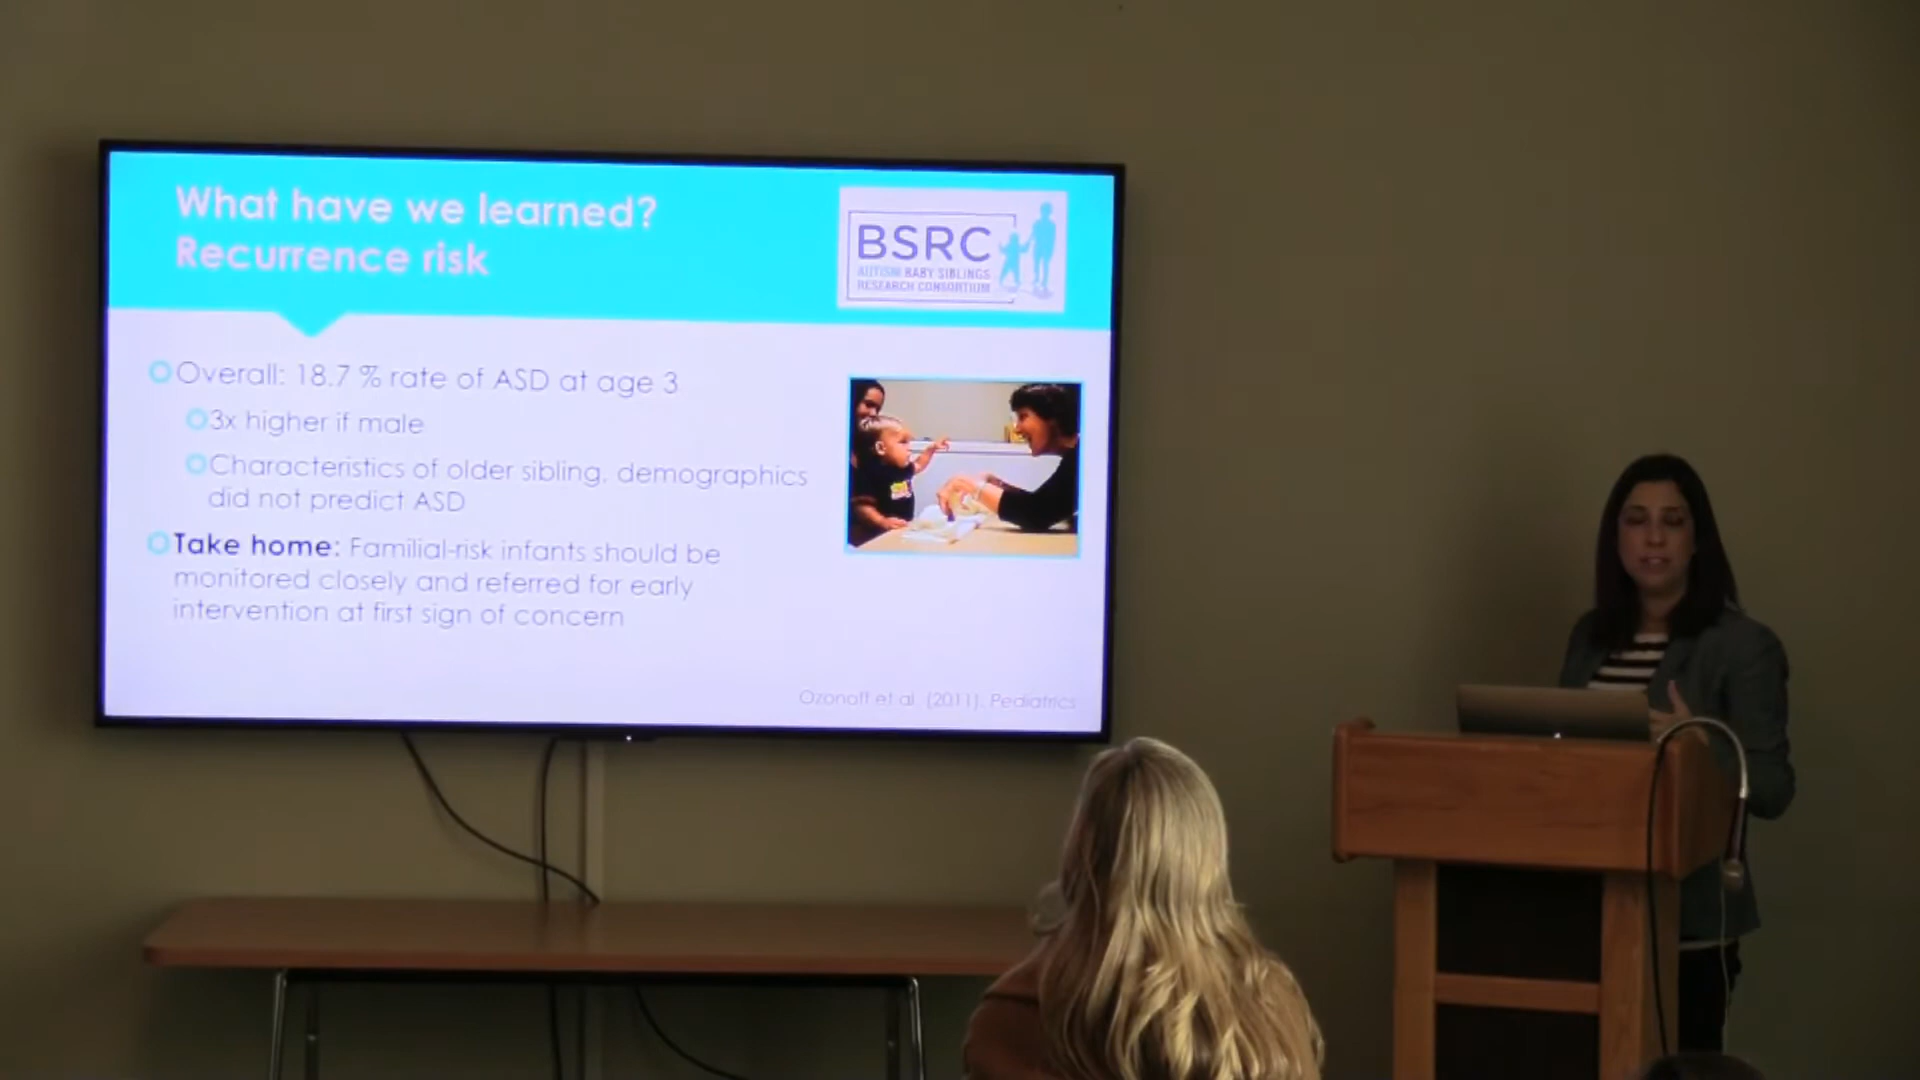 What have we learned?
Recurrence risk
BSRC
AUTISM BABY SIBLINGS
RESEARCH CONSORTIUM
Overall: 18.7 % rate of ASD at age 3
3x higher if male
Characteristics of older sibling, demographics
did not predict ASD
Take home: Familial-risk infants should be
monitored closely and referred for early
intervention at first sign of concern
Ozonoff et al. (2011). Pediatrics